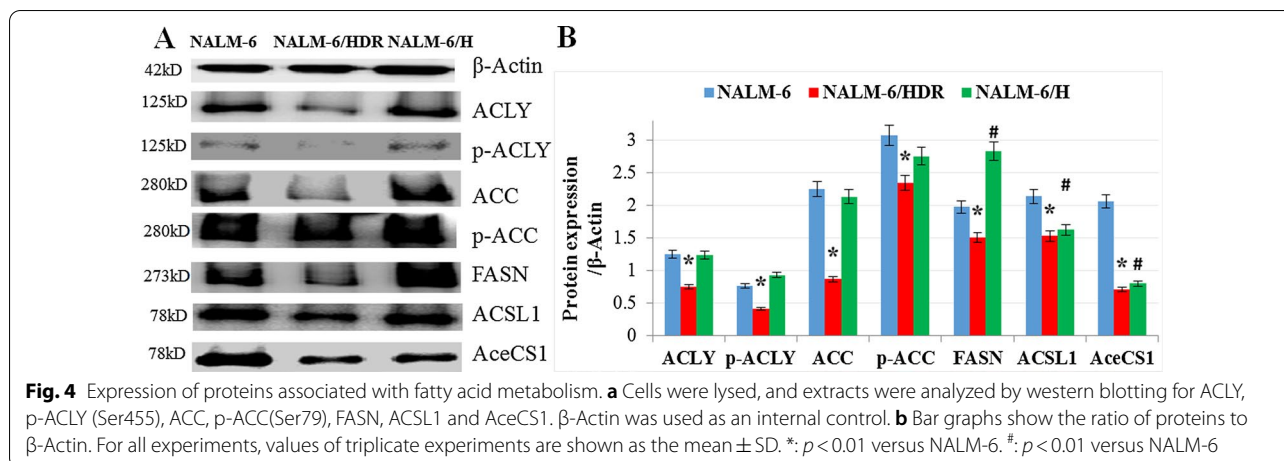 A
NALM-6 NALM-6/HDR NALM-6/H
42kD β-Actin
125kD ACLY
125kD p-ACLY
280kD ACC
280kD p-ACC
273kD FASN
78kD ACSL1
78kD AceCS1
B
NALM-6 NALM-6/HDR NALM-6/H
Protein expression
/β-Actin
3
2.5
2
1.5
1
0.5
0
* * * * * # * # * #
ACLY p-ACLY ACC p-ACC FASN ACSL1 AceCS1
Fig. 4 Expression of proteins associated with fatty acid metabolism. a Cells were lysed, and extracts were analyzed by western blotting for ACLY,
p-ACLY (Ser455), ACC, p-ACC(Ser79), FASN, ACSL1 and AceCS1. β-Actin was used as an internal control. b Bar graphs show the ratio of proteins to
β-Actin. For all experiments, values of triplicate experiments are shown as the mean ± SD. *: p < 0.01 versus NALM-6. #: p < 0.01 versus NALM-6